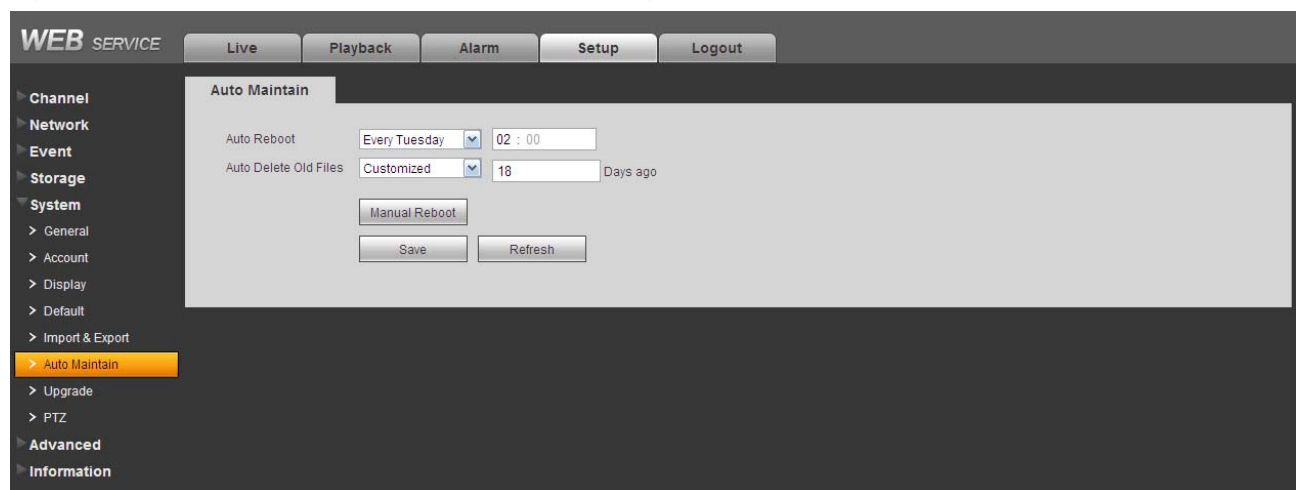 WEB SERVICE
Live Playback Alarm Setup Logout
Channel
Network
Event
Storage
System
> General
> Account
> Display
> Default
> Import & Export
> Auto Maintain
> Upgrade
> PTZ
Advanced
Information
Auto Maintain
Auto Reboot Every Tuesday 02 : 00
Auto Delete Old Files Customized 18 Days ago
Manual Reboot
Save Refresh